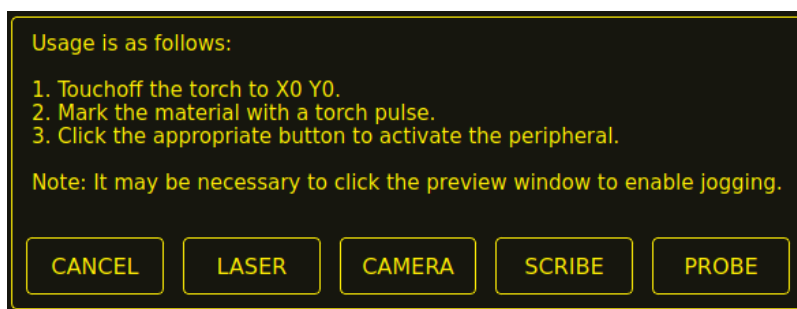 Usage is as follows:
1. Touchoff the torch to X0 Y0.
2. Mark the material with a torch pulse.
3. Click the appropriate button to activate the peripheral.
Note: It may be necessary to click the preview window to enable jogging.
CANCEL LASER CAMERA SCRIBE PROBE